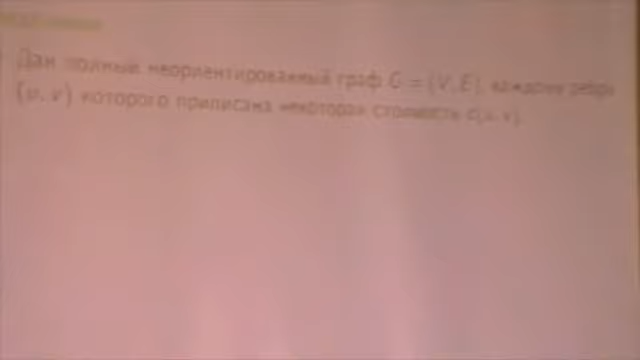 Дан полный неориентированный граф G = (V, E), каждому ребру
(u, v) которого приписана некоторая стоимость c(u, v)